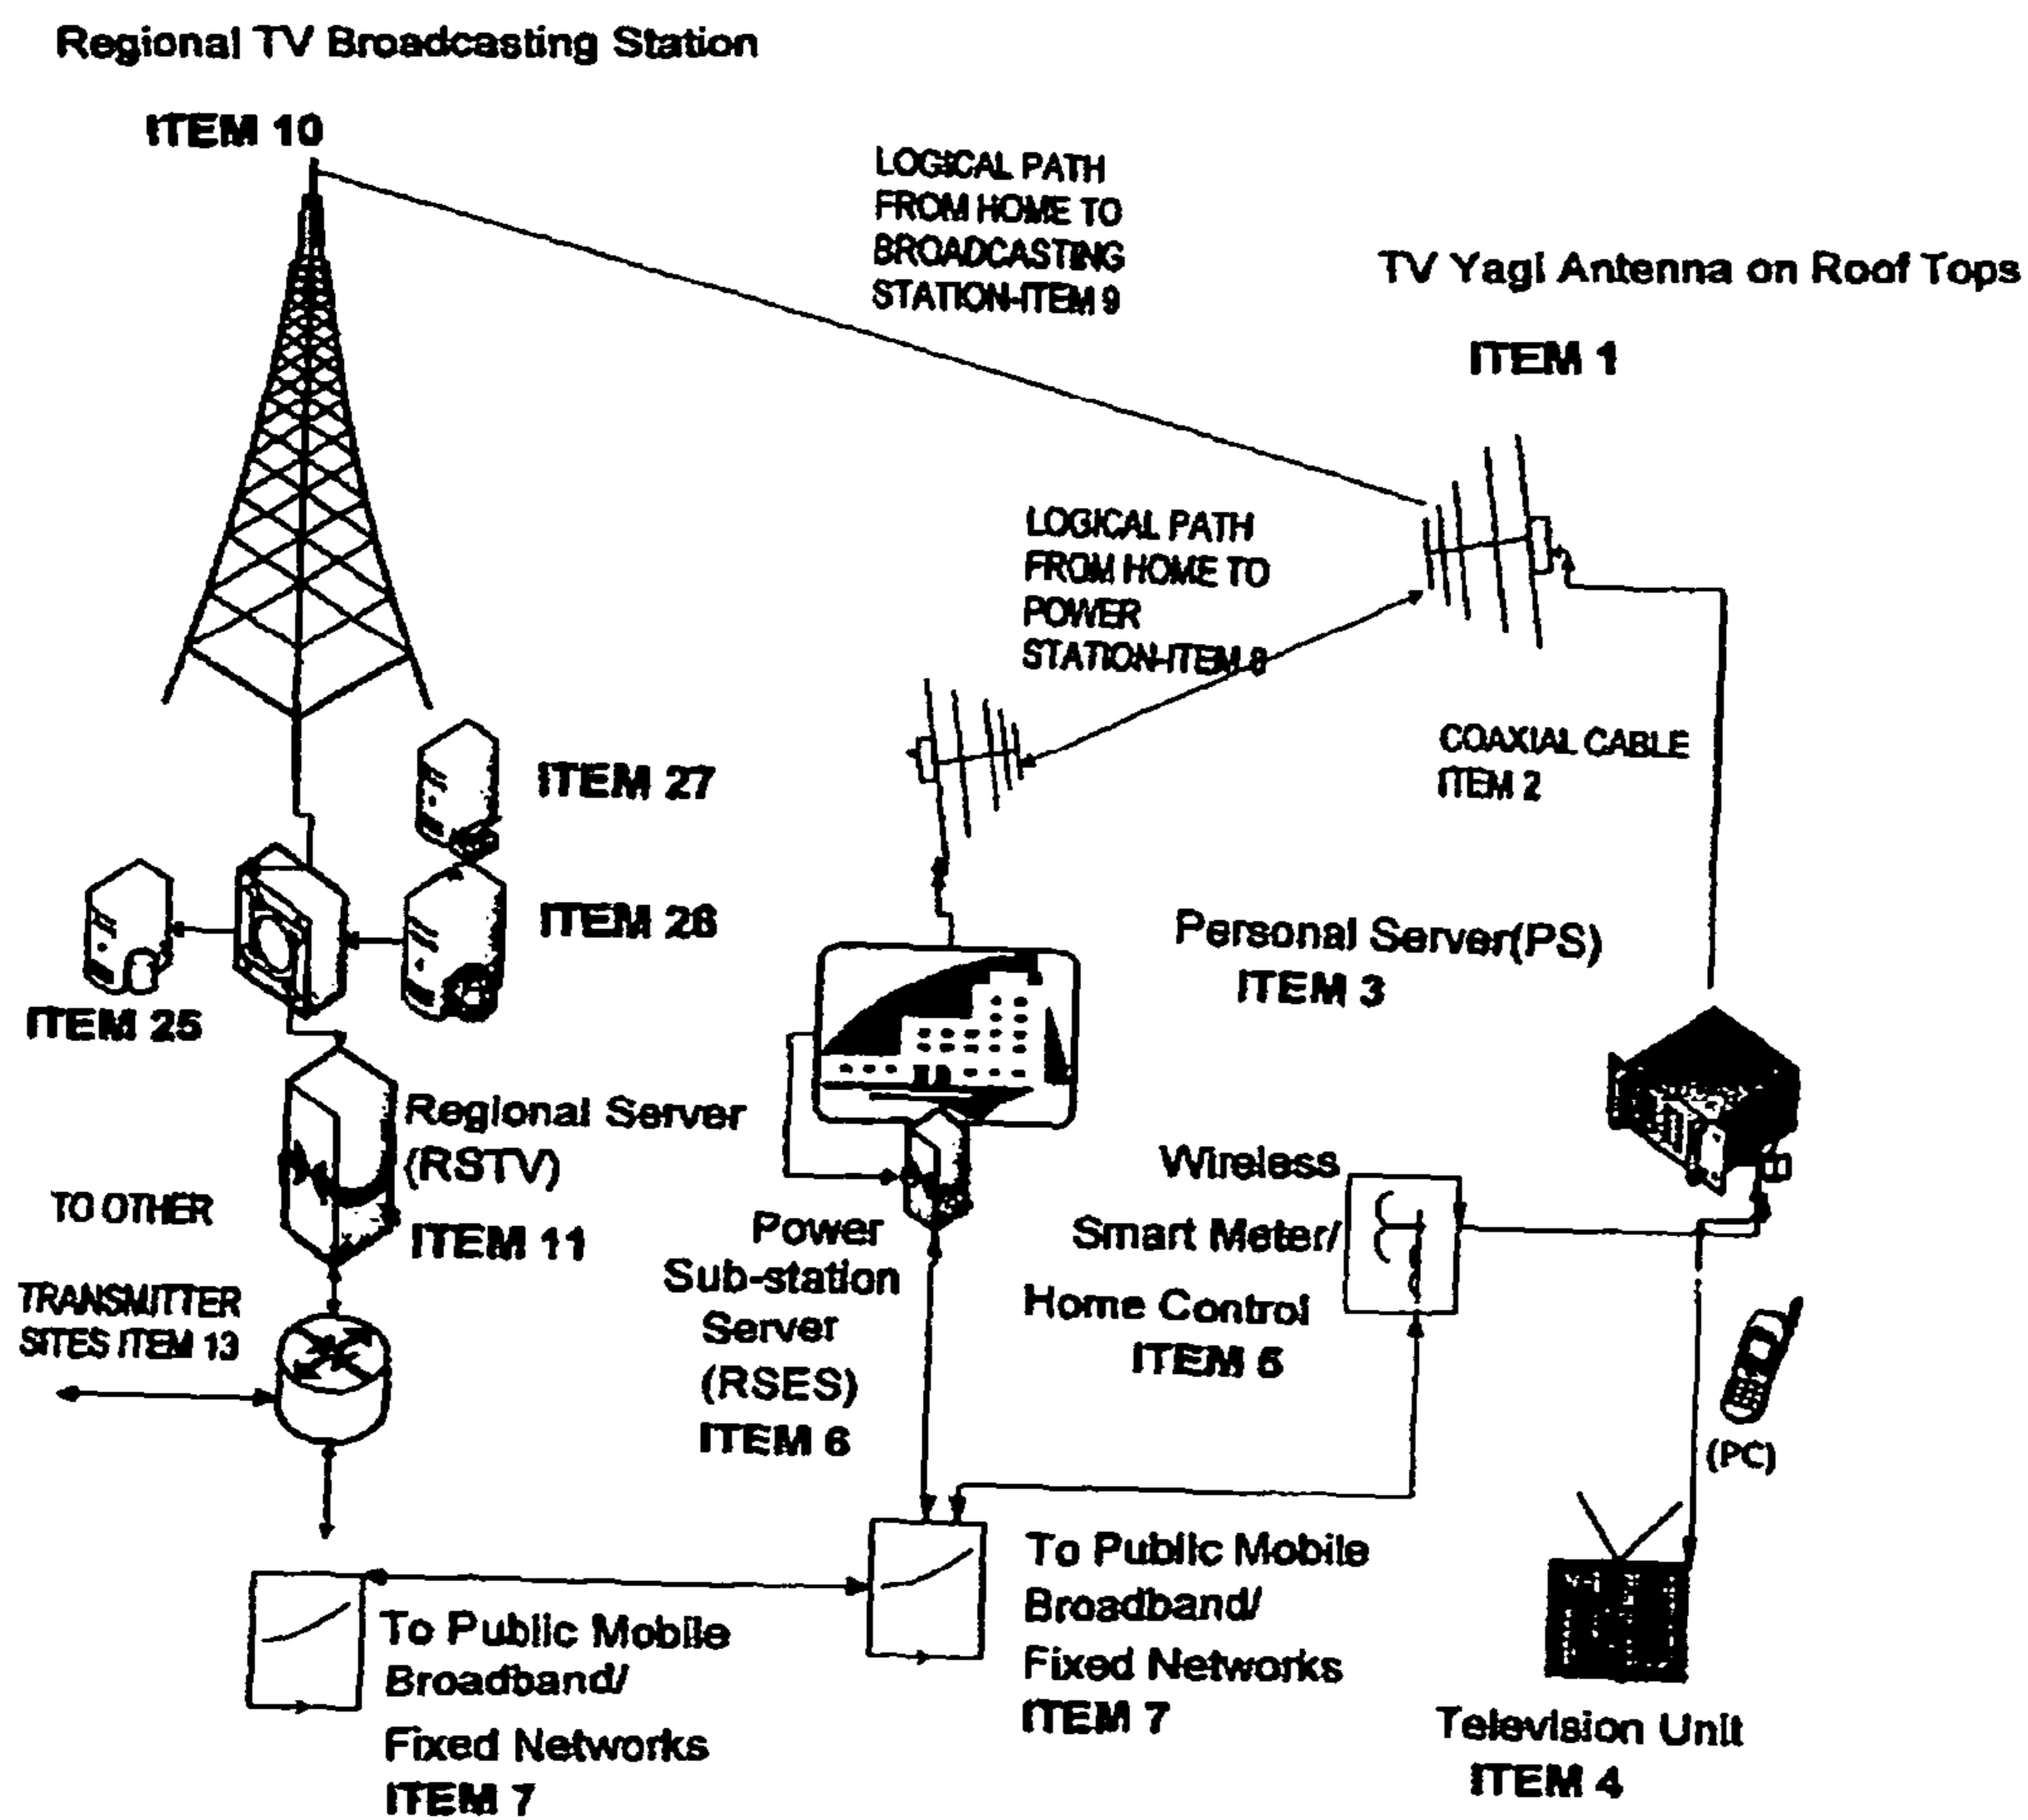 Regional TV Broadcasting Station
ITEM 10
LOGICAL PATH
FROM HOME TO
BROADCASTING
STATION-ITEM 9
TV Yagi Antenna on Roof Tops
ITEM 1
LOGICAL PATH
FROM HOME TO
POWER
STATION-ITEM 8
COAXIAL CABLE
ITEM 2
ITEM 27
ITEM 26
ITEM 25
Personal Server(PS)
ITEM 3
Regional Server
(RSTV)
ITEM 11
TO OTHER
TRANSMITTER
SITES ITEM 13
Power
Sub-station
Server
(RSES)
ITEM 6
Wireless
Smart Meter/
Home Control
ITEM 5
(PC)
To Public Mobile
Broadband/
Fixed Networks
ITEM 7
To Public Mobile
Broadband/
Fixed Networks
ITEM 7
Television Unit
ITEM 4